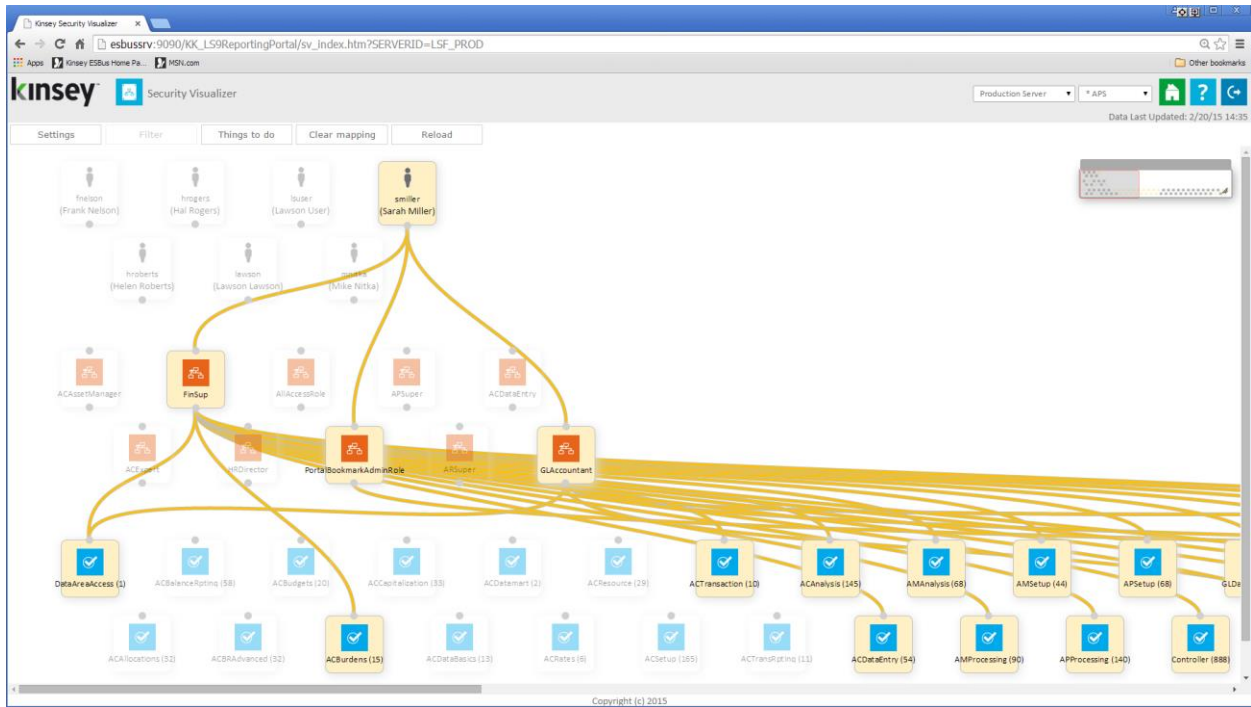 Kinsey Security Visualizer
esbussrv:9090/KK_LS9ReportingPortal/sv_index.htm?SERVERID=LSF_PROD
Apps Kinsey ESBus Home Pa... MSN.com Other bookmarks
kinsey Security Visualizer Production Server * APS ?
Data Last Updated: 2/20/15 14:35
Settings Filter Things to do Clear mapping Reload
fnelson hrogers lsuser smiller
(Frank Nelson) (Hal Rogers) (Lawson User) (Sarah Miller)
hroberts lawson
(Helen Roberts) (Lawson Lawson) (Mike Nitka)
ACAssetManager FinSup AllAccessRole APSuper ACDataEntry
ACExpert HRDirector PortalBookmarkAdminRole ARSuper GLAccountant
DataAreaAccess (1) ACBalanceRpting (58) ACBudgets (20) ACCapitalization (33) ACDatamart (2) ACResource (29) ACTransaction (10) ACAnalysis (145) AMAnalysis (68) AMSetup (44) APSetup (68) GLDa
ACAllocations (32) ACBRAdvanced (32) ACBurdens (15) ACDataBasics (13) ACRates (6) ACSetup (165) ACTransRpting (11) ACDataEntry (54) AMProcessing (90) APProcessing (140) Controller (888)
Copyright (c) 2015